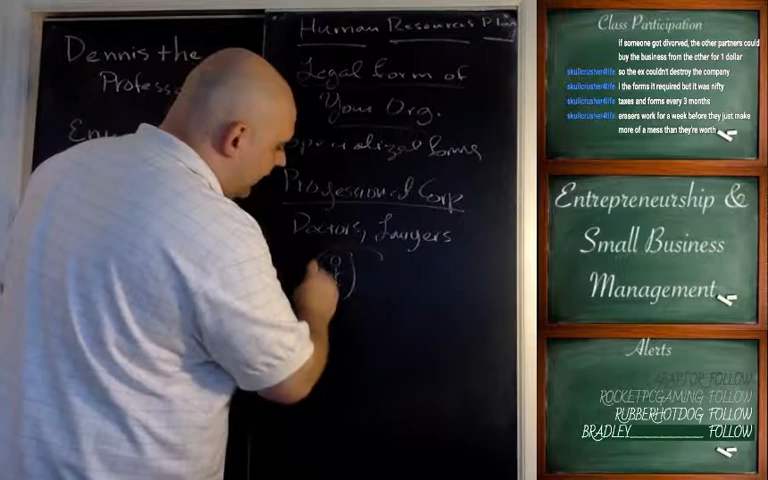 Dennis the
Human Resources Plan
Legal form of
Your Org.
Specialized forms
Professional Corp
Doctors, Lawyers
Class Participation
if someone got divorced, the other partners could
buy the business from the other for 1 dollar
skullcrusher4life so the ex couldn't destroy the company
skullcrusher4life i the forms it required but it was nifty
skullcrusher4life taxes and forms every 3 months
skullcrusher4life erasers work for a week before they just make
more of a mess than they're worth
Entrepreneurship &
Small Business
Management
Alerts
FOLLOW
ROCKETPCGAMING FOLLOW
RUBBERHOTDOG FOLLOW
BRADLEY______________ FOLLOW